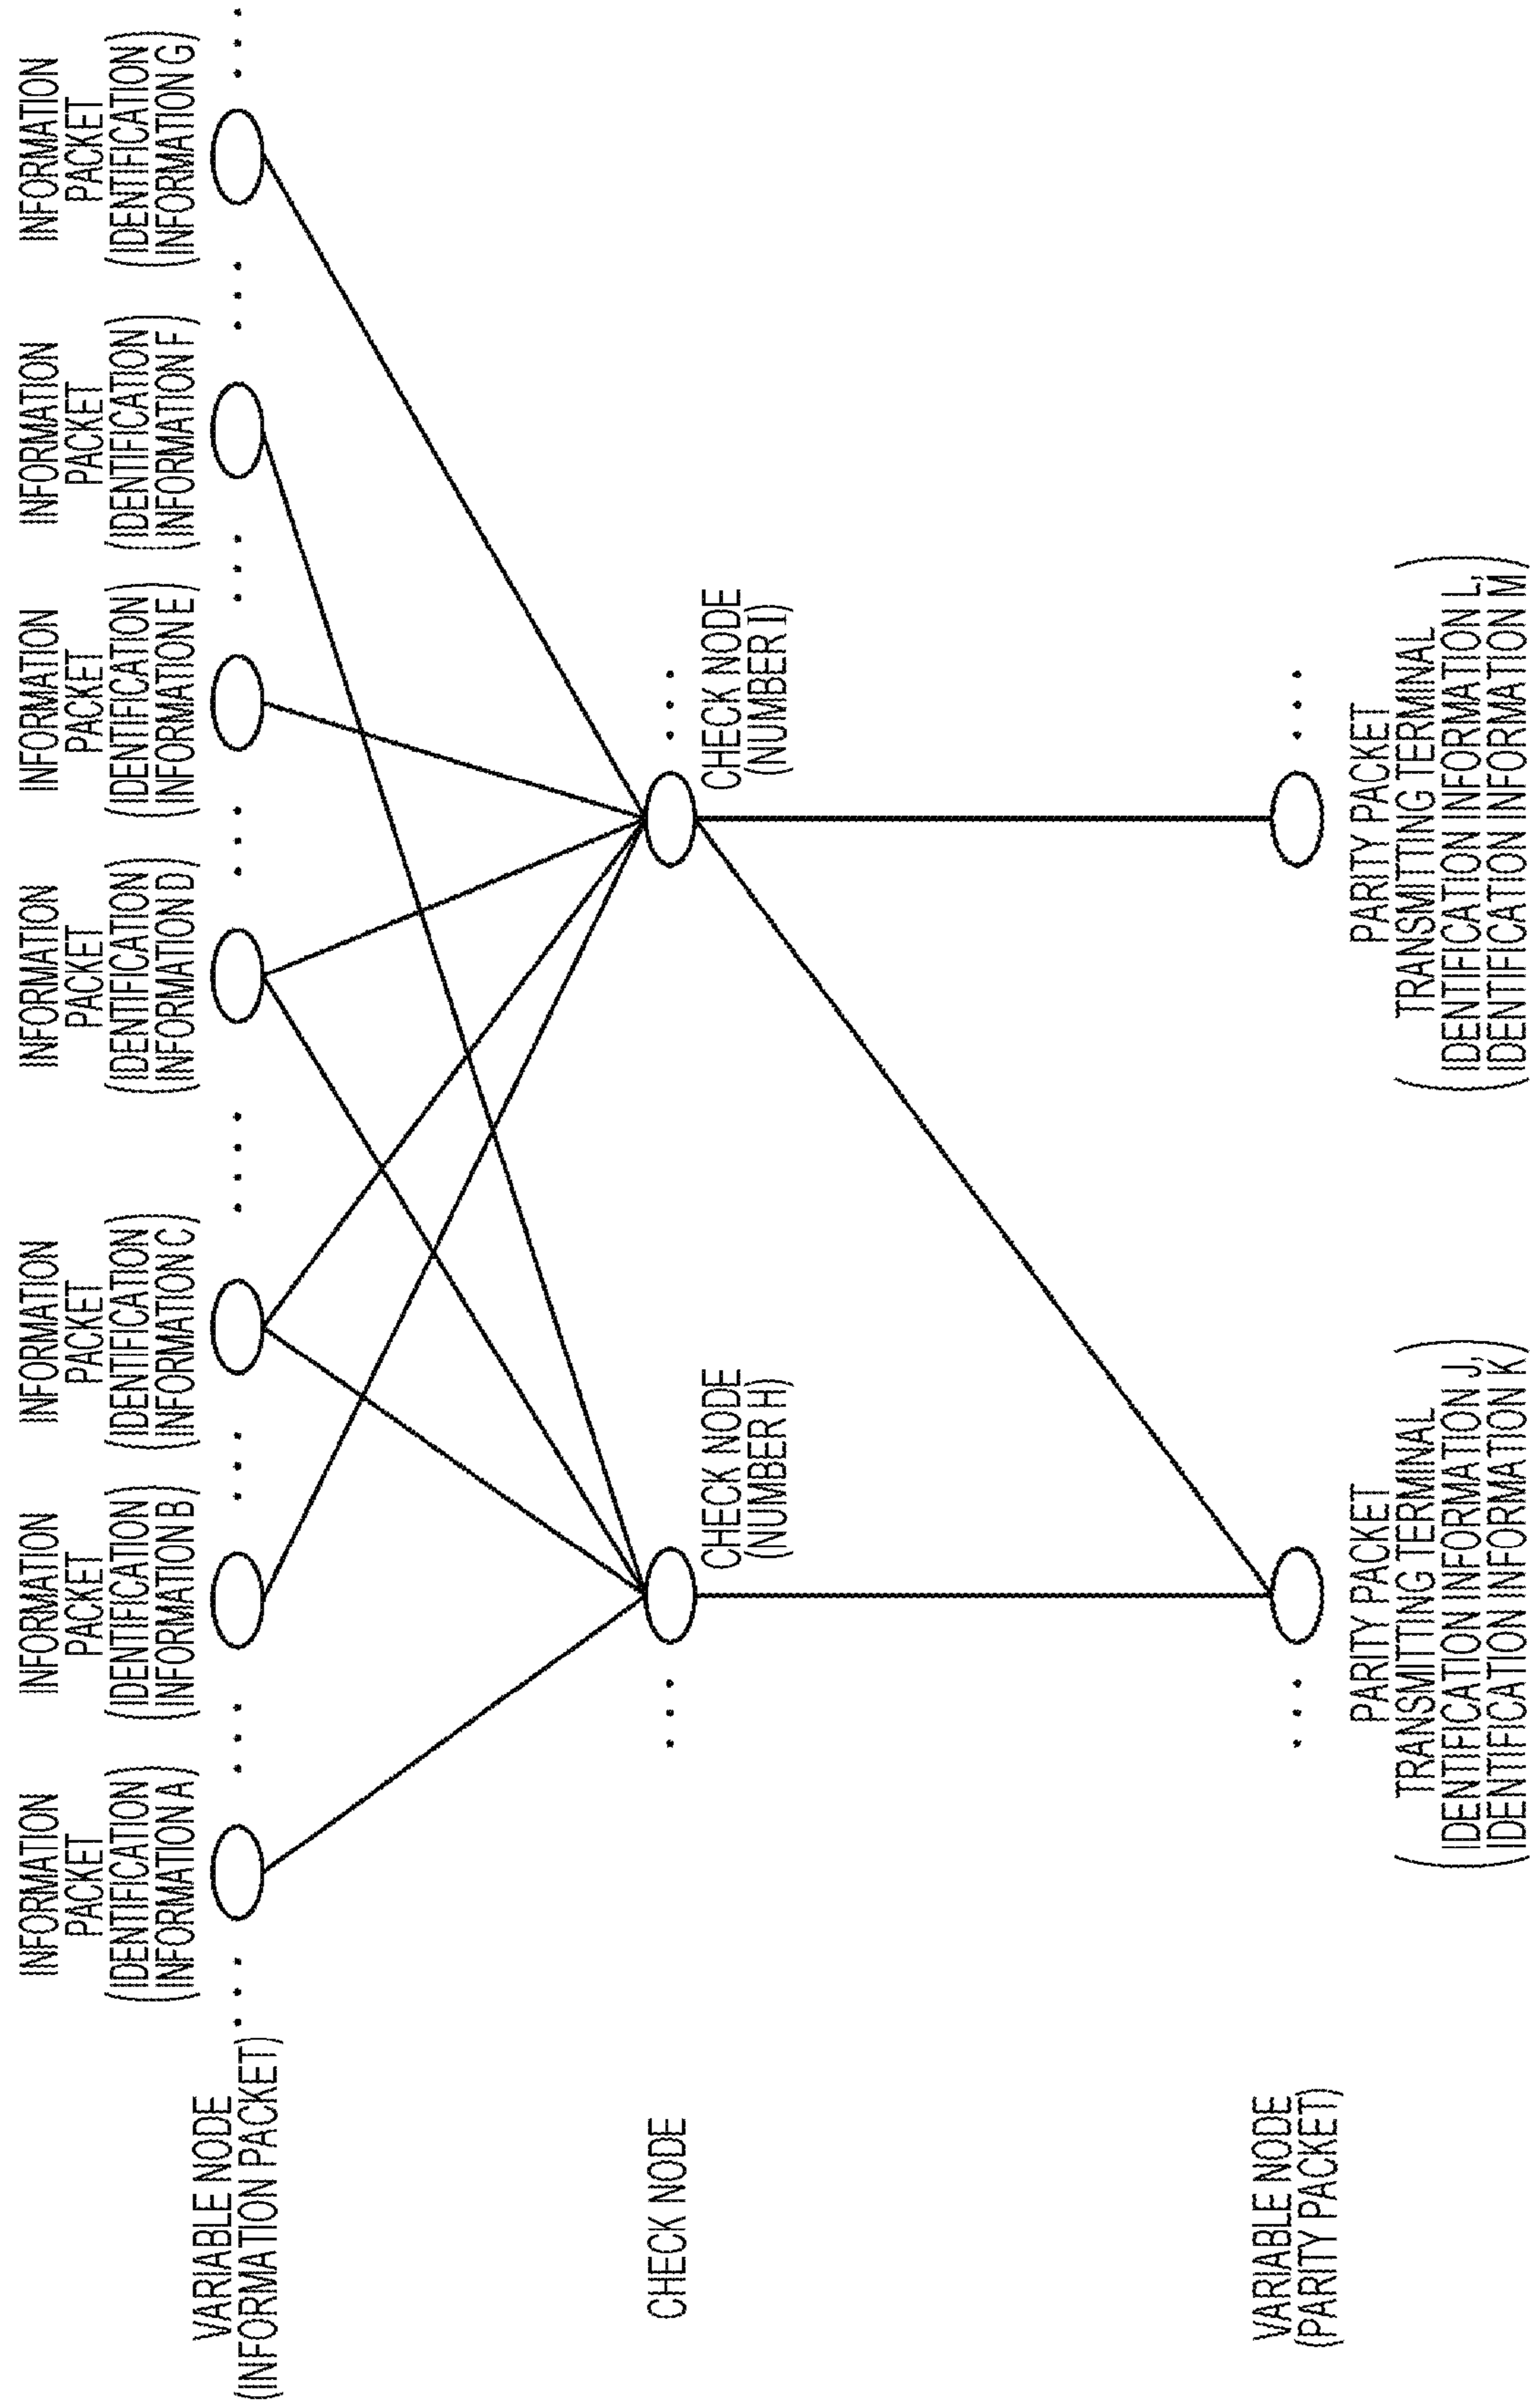 VARIABLE NODE
(INFORMATION PACKET)
INFORMATION
PACKET
(IDENTIFICATION
INFORMATION A)
INFORMATION
PACKET
(IDENTIFICATION
INFORMATION B)
INFORMATION
PACKET
(IDENTIFICATION
INFORMATION C)
INFORMATION
PACKET
(IDENTIFICATION
INFORMATION D)
INFORMATION
PACKET
(IDENTIFICATION
INFORMATION E)
INFORMATION
PACKET
(IDENTIFICATION
INFORMATION F)
INFORMATION
PACKET
(IDENTIFICATION
INFORMATION G)
CHECK NODE
CHECK NODE
(NUMBER H)
CHECK NODE
(NUMBER I)
VARIABLE NODE
(PARITY PACKET)
PARITY PACKET
(TRANSMITTING TERMINAL
IDENTIFICATION INFORMATION J,
IDENTIFICATION INFORMATION K)
PARITY PACKET
(TRANSMITTING TERMINAL
IDENTIFICATION INFORMATION L,
IDENTIFICATION INFORMATION M)